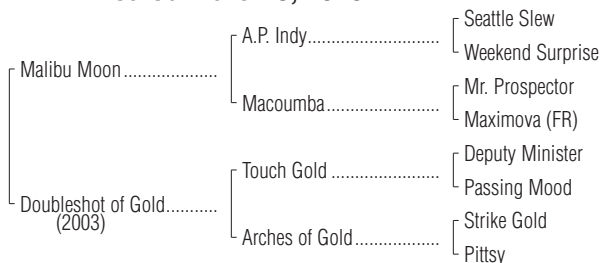 Seattle Slew
A.P. Indy
Weekend Surprise
Malibu Moon
Mr. Prospector
Macoumba
Maximova (FR)
Deputy Minister
Touch Gold
Passing Mood
Doubleshot of Gold
(2003)
Strike Gold
Arches of Gold
Pittsy